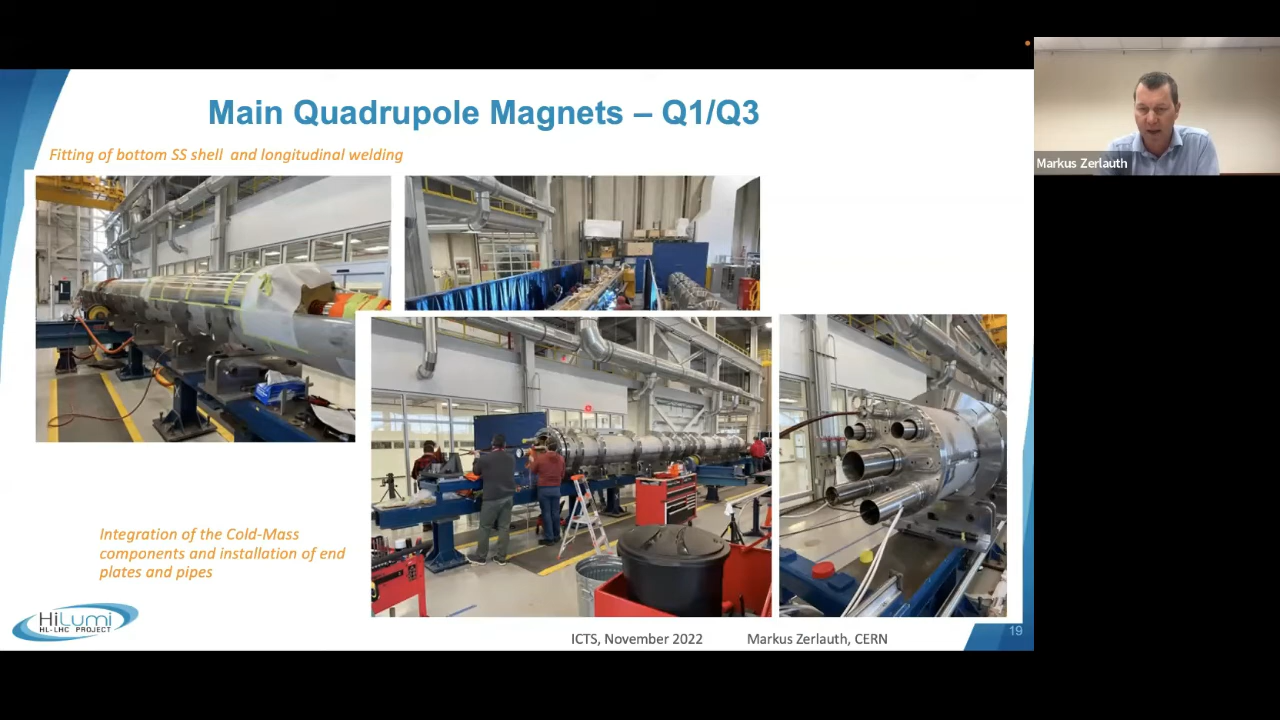 Main Quadrupole Magnets – Q1/Q3
Fitting of bottom SS shell and longitudinal welding
Markus Zerlauth
Integration of the Cold-Mass
components and installation of end
plates and pipes
HiLumi
HL-LHC PROJECT
ICTS, November 2022
Markus Zerlauth, CERN
19